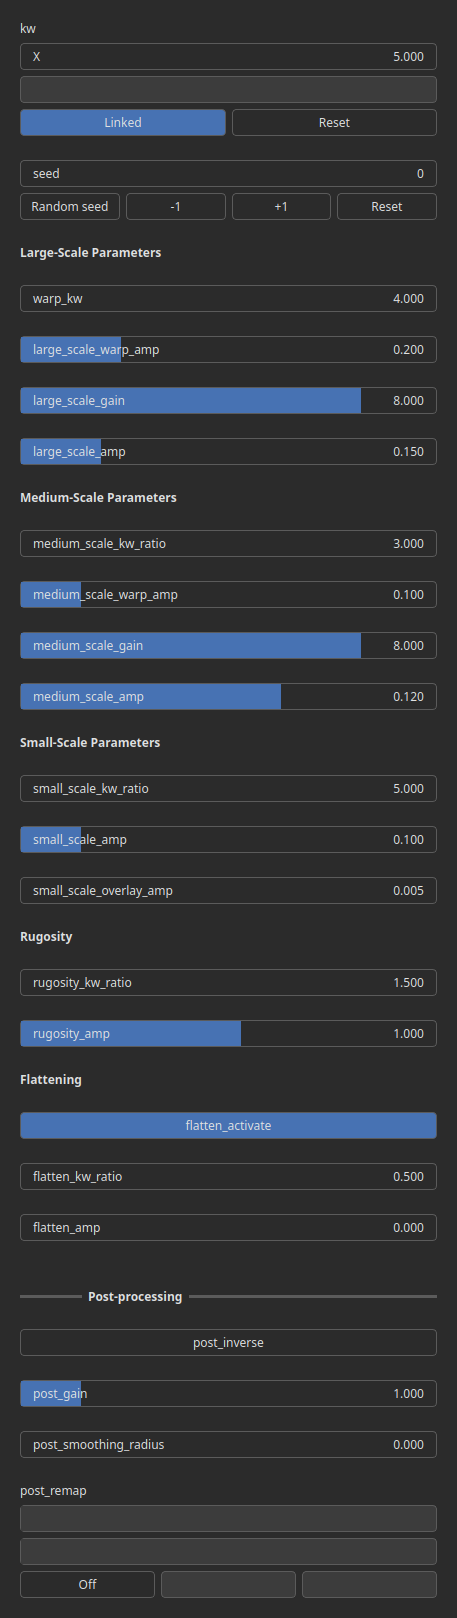 kw
X 5.000
Linked Reset
seed 0
Random seed -1 +1 Reset
Large-Scale Parameters
warp_kw 4.000
large_scale_warp_amp 0.200
large_scale_gain 8.000
large_scale_amp 0.150
Medium-Scale Parameters
medium_scale_kw_ratio 3.000
medium_scale_warp_amp 0.100
medium_scale_gain 8.000
medium_scale_amp 0.120
Small-Scale Parameters
small_scale_kw_ratio 5.000
small_scale_amp 0.100
small_scale_overlay_amp 0.005
Rugosity
rugosity_kw_ratio 1.500
rugosity_amp 1.000
Flattening
flatten_activate
flatten_kw_ratio 0.500
flatten_amp 0.000
Post-processing
post_inverse
post_gain 1.000
post_smoothing_radius 0.000
post_remap
Off